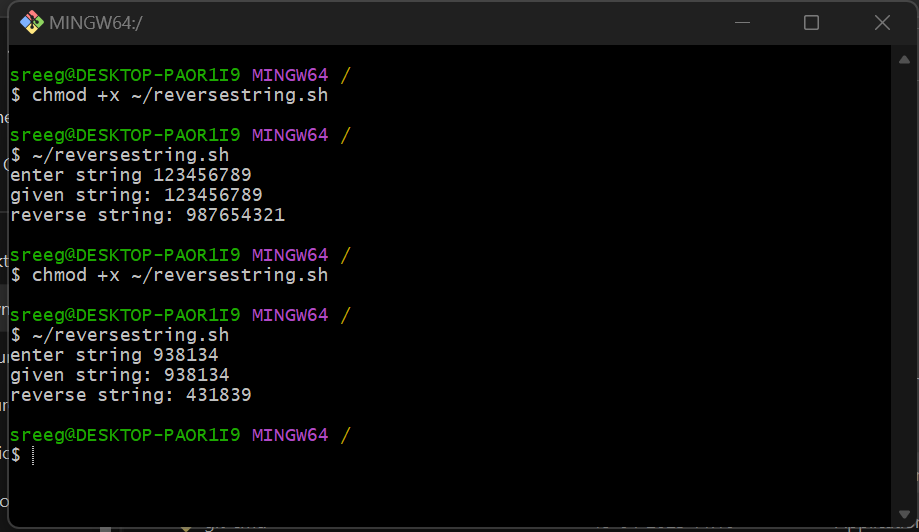 MINGW64:/
sreeg@DESKTOP-PAOR1I9 MINGW64 /
$ chmod +x ~/reversestring.sh
sreeg@DESKTOP-PAOR1I9 MINGW64 /
$ ~/reversestring.sh
enter string 123456789
given string: 123456789
reverse string: 987654321
sreeg@DESKTOP-PAOR1I9 MINGW64 /
$ chmod +x ~/reversestring.sh
sreeg@DESKTOP-PAOR1I9 MINGW64 /
$ ~/reversestring.sh
enter string 938134
given string: 938134
reverse string: 431839
sreeg@DESKTOP-PAOR1I9 MINGW64 /
$